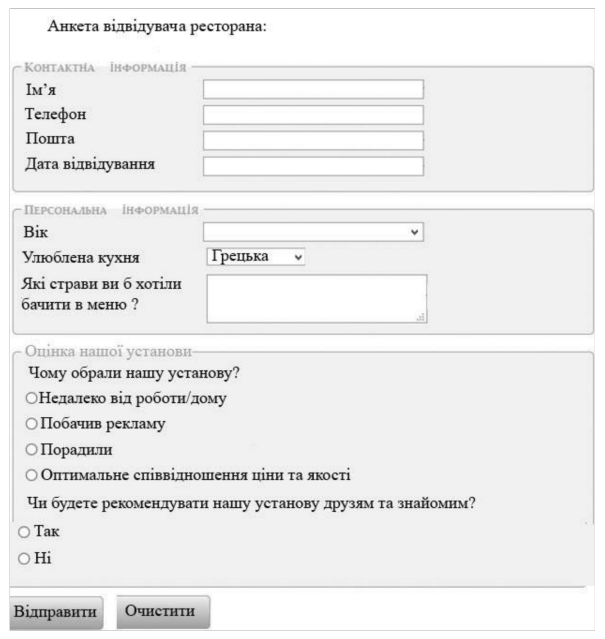 Анкета відвідувача ресторана:
Контактна інформація
Ім’я
Телефон
Пошта
Дата відвідування
Персональна інформація
Вік
Улюблена кухня
Грецька
Які страви ви б хотіли
бачити в меню ?
Оцінка нашої установи
Чому обрали нашу установу?
Недалеко від роботи/дому
Побачив рекламу
Порадили
Оптимальне співвідношення ціни та якості
Чи будете рекомендувати нашу установу друзям та знайомим?
Так
Ні
Відправити Очистити